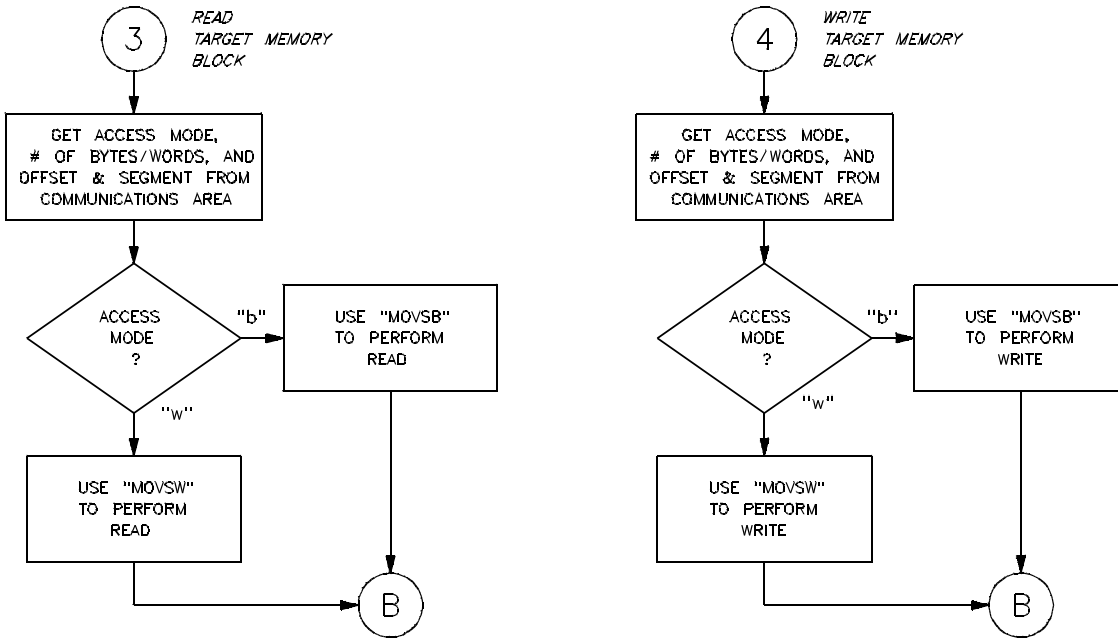 3
READ
TARGET MEMORY
BLOCK
GET ACCESS MODE,
# OF BYTES/WORDS, AND
OFFSET & SEGMENT FROM
COMMUNICATIONS AREA
ACCESS
MODE
?
"b"
USE "MOVSB"
TO PERFORM
READ
"w"
USE "MOVSW"
TO PERFORM
READ
B
4
WRITE
TARGET MEMORY
BLOCK
GET ACCESS MODE,
# OF BYTES/WORDS, AND
OFFSET & SEGMENT FROM
COMMUNICATIONS AREA
ACCESS
MODE
?
"b"
USE "MOVSB"
TO PERFORM
WRITE
"w"
USE "MOVSW"
TO PERFORM
WRITE
B